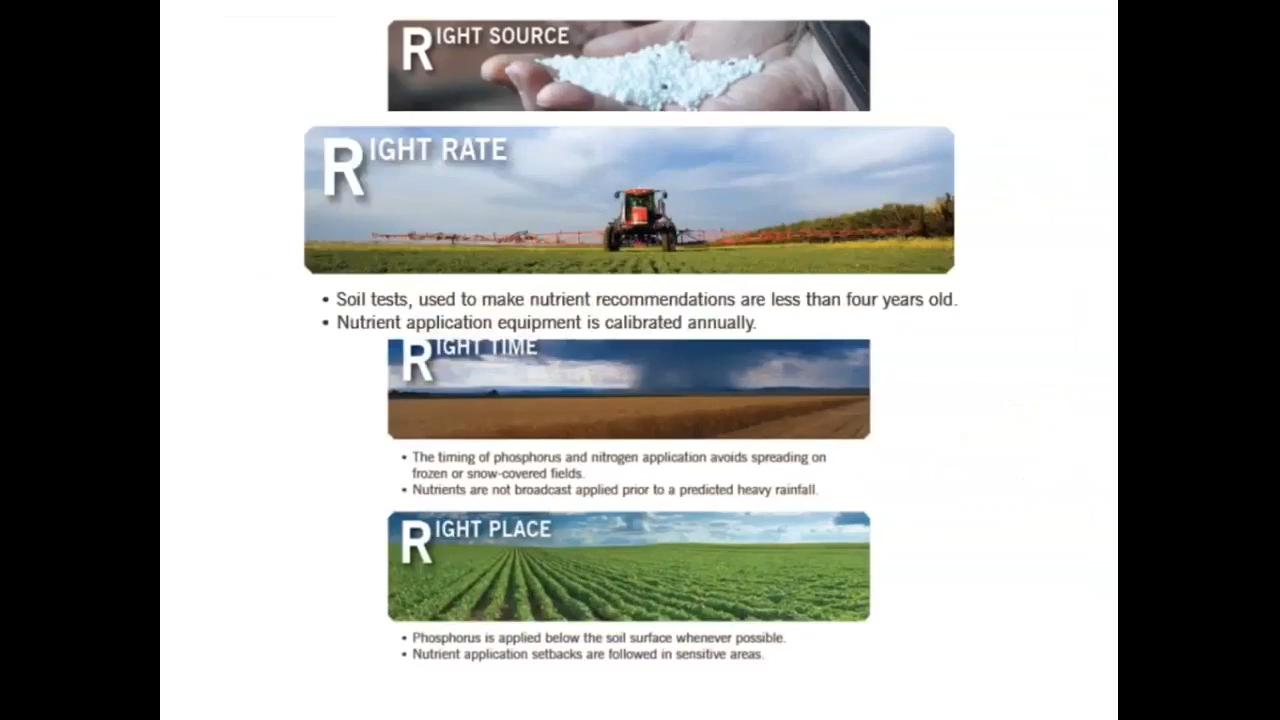 RIGHT SOURCE
RIGHT RATE
• Soil tests, used to make nutrient recommendations are less than four years old.
• Nutrient application equipment is calibrated annually.
RIGHT TIME
• The timing of phosphorus and nitrogen application avoids spreading on
frozen or snow-covered fields.
• Nutrients are not broadcast applied prior to a predicted heavy rainfall.
RIGHT PLACE
• Phosphorus is applied below the soil surface whenever possible.
• Nutrient application setbacks are followed in sensitive areas.